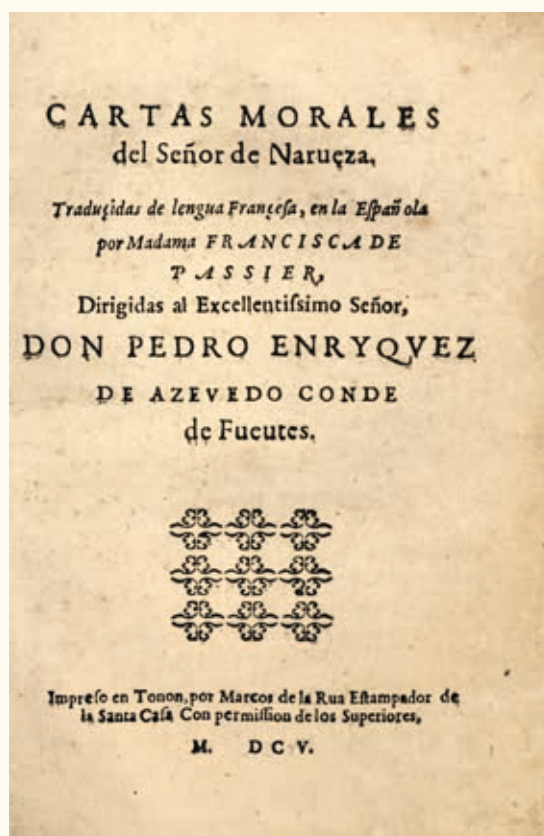 CARTAS MORALES
del Señor de Narueza,
Traduçidas de lengua Françeſa, en la Eſpañola
por Madama FRANCISCA DE
PASSIER,
Dirigidas al Excellentiſsimo Señor,
DON PEDRO ENRYQVEZ
DE AZEVEDO CONDE
de Fueutes.
Impreſo en Tonon, por Marcos de la Rua Eſtampador de
la Santa Caſa Con permiſſion de los Superiores,
M. DCV.